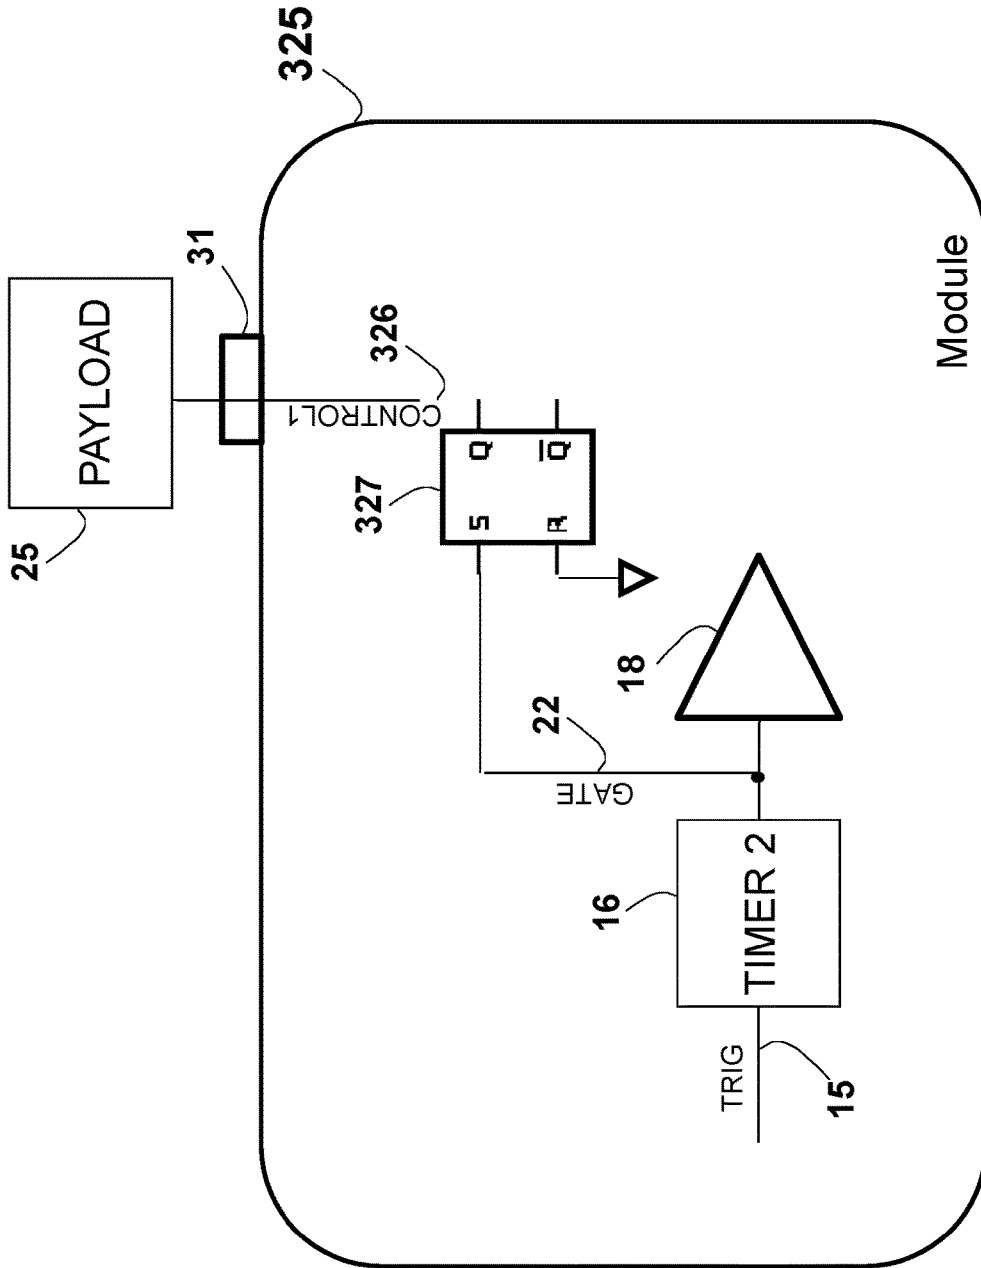 25
PAYLOAD
31
325
327
CONTROL1
326
S Q
R Q̅
22
GATE
16
18
TIMER 2
TRIG
15
Module